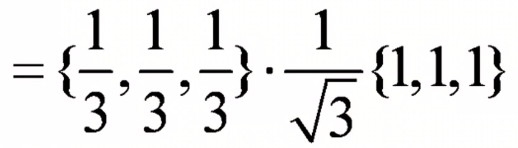 = {1/3, 1/3, 1/3} · 1/√3 {1,1,1}